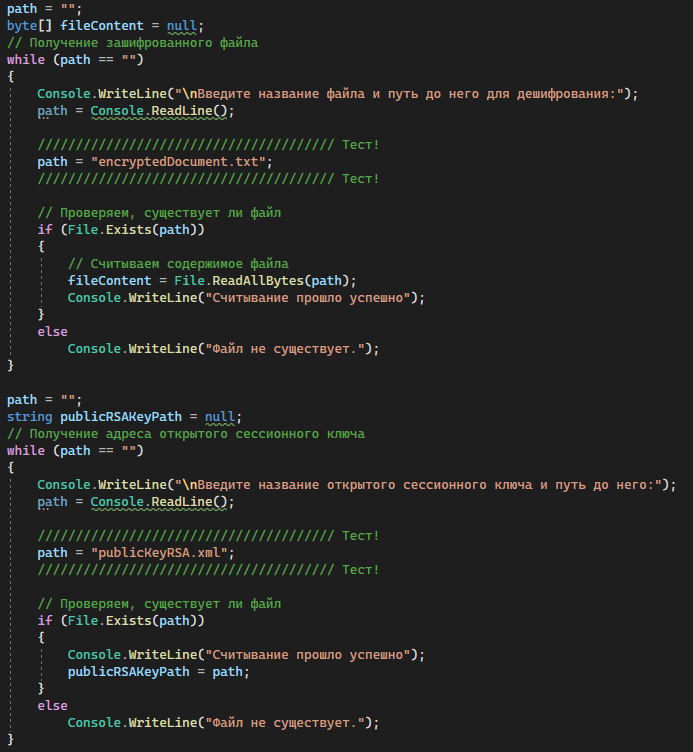 path = "";
byte[] fileContent = null;
// Получение зашифрованного файла
while (path == "")
{
    Console.WriteLine("\nВведите название файла и путь до него для дешифрования:");
    path = Console.ReadLine();

    /////////////////////////////////////// Тест!
    path = "encryptedDocument.txt";
    /////////////////////////////////////// Тест!

    // Проверяем, существует ли файл
    if (File.Exists(path))
    {
        // Считываем содержимое файла
        fileContent = File.ReadAllBytes(path);
        Console.WriteLine("Считывание прошло успешно");
    }
    else
        Console.WriteLine("Файл не существует.");
}

path = "";
string publicRSAKeyPath = null;
// Получение адреса открытого сессионного ключа
while (path == "")
{
    Console.WriteLine("\nВведите название открытого сессионного ключа и путь до него:");
    path = Console.ReadLine();

    /////////////////////////////////////// Тест!
    path = "publicKeyRSA.xml";
    /////////////////////////////////////// Тест!

    // Проверяем, существует ли файл
    if (File.Exists(path))
    {
        Console.WriteLine("Считывание прошло успешно");
        publicRSAKeyPath = path;
    }
    else
        Console.WriteLine("Файл не существует.");
}